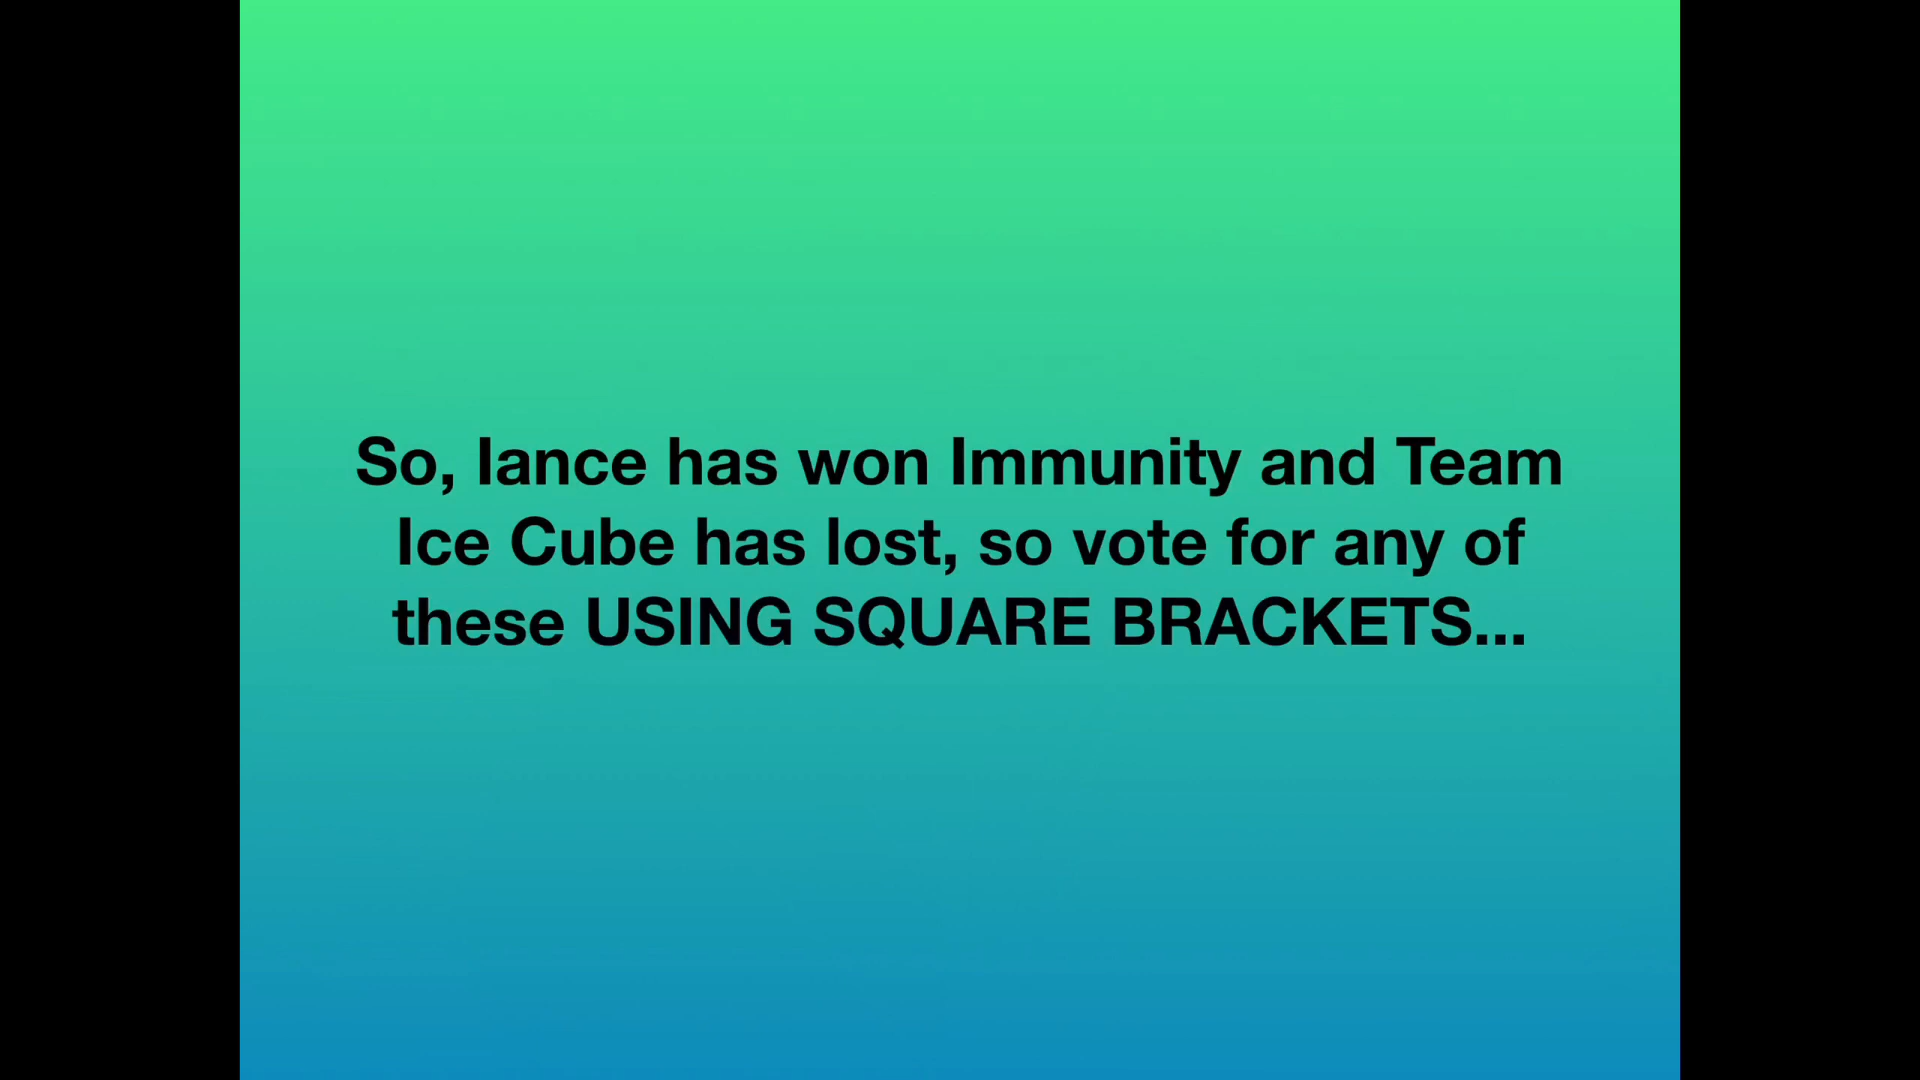 So, lance has won Immunity and Team
Ice Cube has lost, so vote for any of
these USING SQUARE BRACKETS...